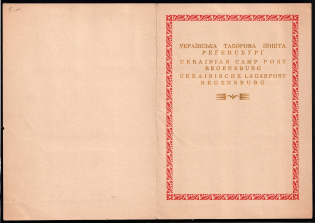 УКРАЇНСЬКА ТАБОРОВА ПОШТА
РЕҐЕНСБУРҐ
UKRAINIAN CAMP POST
REGENSBURG
UKRAINISCHE LAGERPOST
REGENSBURG